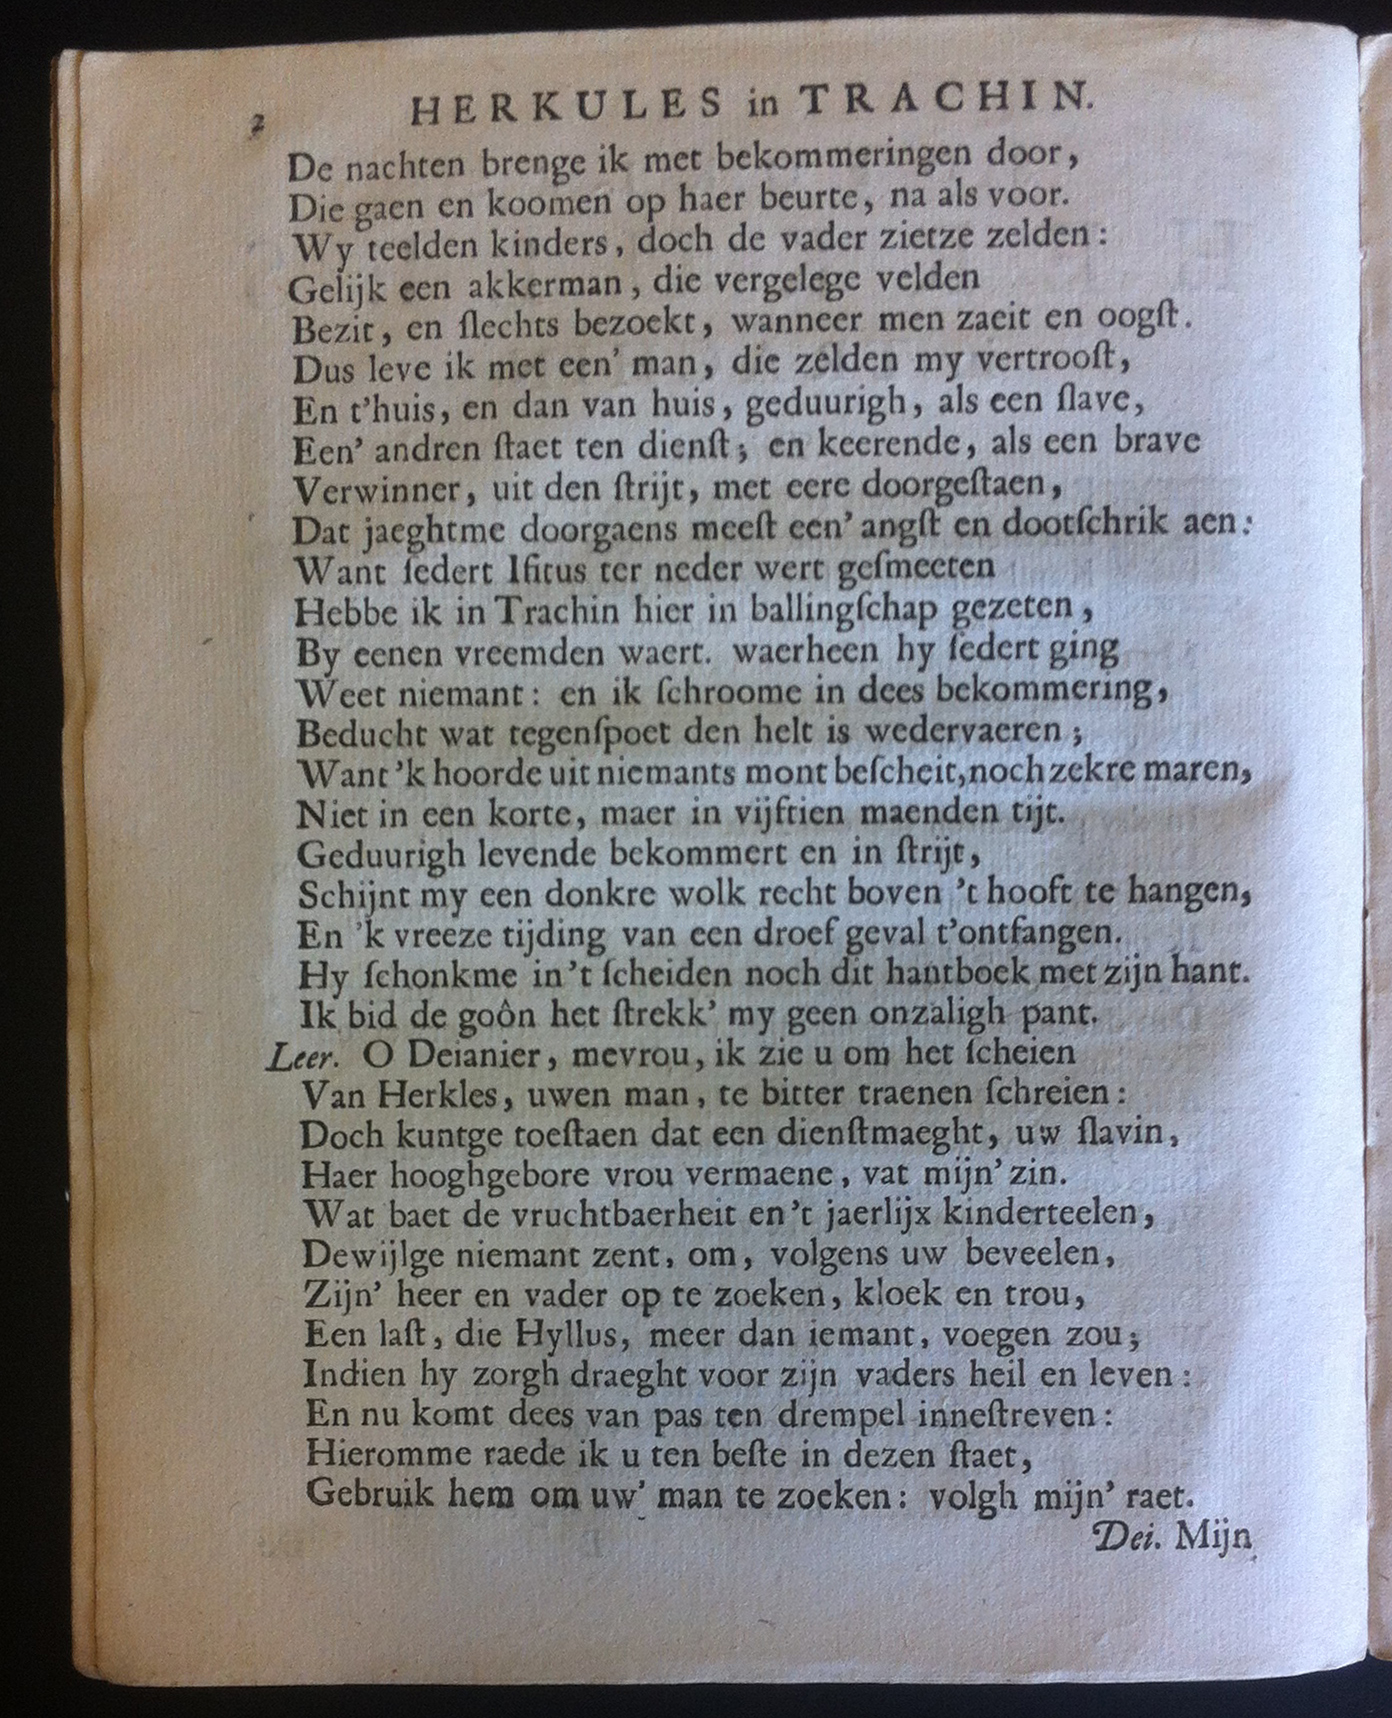 2 HERKULES in TRACHIN.
De nachten brenge ik met bekommeringen door,
Die gaen en koomen op haer beurte, na als voor.
Wy teelden kinders, doch de vader zietze zelden:
Gelijk een akkerman, die vergelege velden
Bezit, en ſlechts bezoekt, wanneer men zaeit en oogſt.
Dus leve ik met een' man, die zelden my vertrooſt,
En t'huis, en dan van huis, geduurigh, als een ſlave,
Een' andren ſtaet ten dienſt; en keerende, als een brave
Verwinner, uit den ſtrijt, met eere doorgeſtaen,
Dat jaeghtme doorgaens meeſt een' angſt en dootſchrik aen:
Want ſedert Ifitus ter neder wert geſmeeten
Hebbe ik in Trachin hier in ballingſchap gezeten,
By eenen vreemden waert. waerheen hy ſedert ging
Weet niemant: en ik ſchroome in dees bekommering,
Beducht wat tegenſpoet den helt is wedervaeren;
Want 'k hoorde uit niemants mont beſcheit, noch zekre maren,
Niet in een korte, maer in vijftien maenden tijt.
Geduurigh levende bekommert en in ſtrijt,
Schijnt my een donkre wolk recht boven 't hooft te hangen,
En 'k vreeze tijding van een droef geval t'ontfangen.
Hy ſchonkme in 't ſcheiden noch dit hantboek met zijn hant.
Ik bid de goôn het ſtrekk' my geen onzaligh pant.
Leer. O Deianier, mevrou, ik zie u om het ſcheien
Van Herkles, uwen man, te bitter traenen ſchreien:
Doch kuntge toeſtaen dat een dienſtmaeght, uw ſlavin,
Haer hooghgebore vrou vermaene, vat mijn' zin.
Wat baet de vruchtbaerheit en 't jaerlijx kinderteelen,
Dewijlge niemant zent, om, volgens uw beveelen,
Zijn' heer en vader op te zoeken, kloek en trou,
Een laſt, die Hyllus, meer dan iemant, voegen zou;
Indien hy zorgh draeght voor zijn vaders heil en leven:
En nu komt dees van pas ten drempel inneſtreven:
Hieromme raede ik u ten beſte in dezen ſtaet,
Gebruik hem om uw' man te zoeken: volgh mijn' raet.
Dei. Mijn